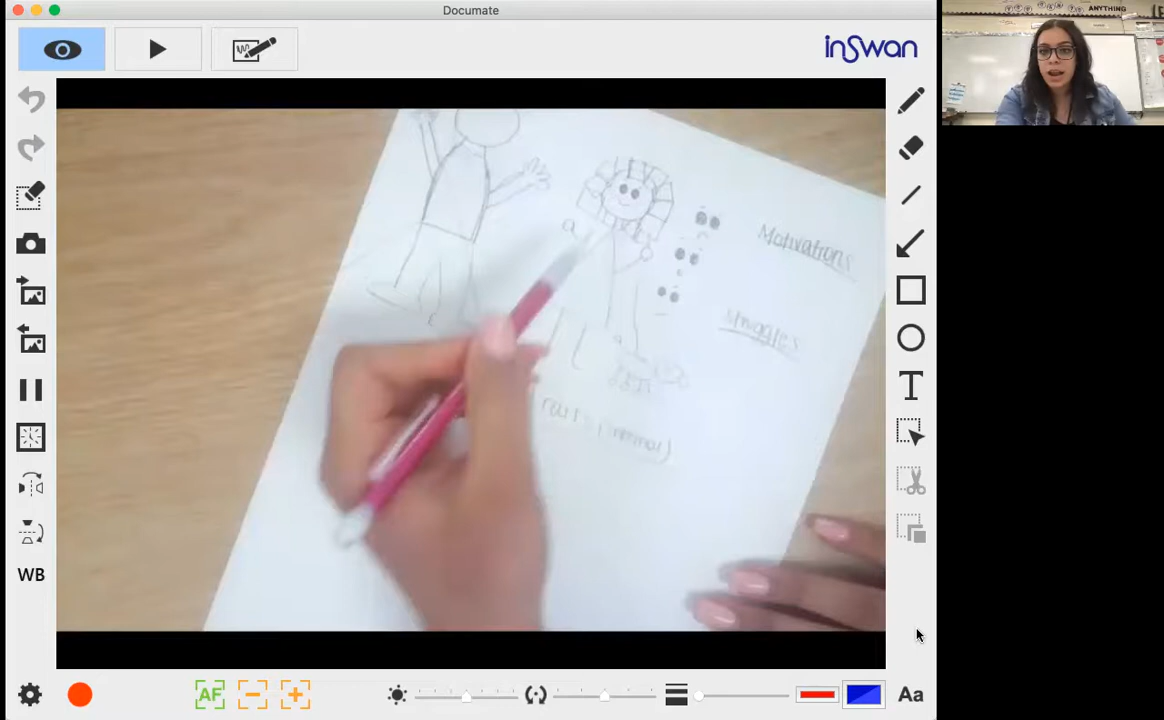 Documate
inswan
ANYTHING
Motivations
struggles
WB
AF
T
Aa